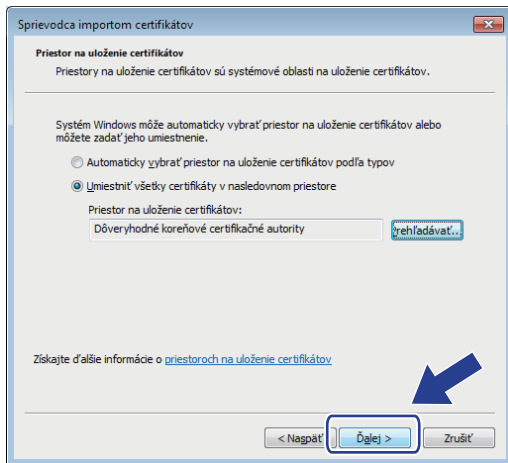 Sprievodca importom certifikátov
Priestor na uloženie certifikátov
Priestory na uloženie certifikátov sú systémové oblasti na uloženie certifikátov.
Systém Windows môže automaticky vybrať priestor na uloženie certifikátov alebo
môžete zadať jeho umiestnenie.
Automaticky vybrať priestor na uloženie certifikátov podľa typov
Umiestniť všetky certifikáty v nasledovnom priestore
Priestor na uloženie certifikátov:
Dôveryhodné koreňové certifikačné autority
Prehľadávať...
Získajte ďalšie informácie o priestoroch na uloženie certifikátov
< Naspäť
Ďalej >
Zrušiť